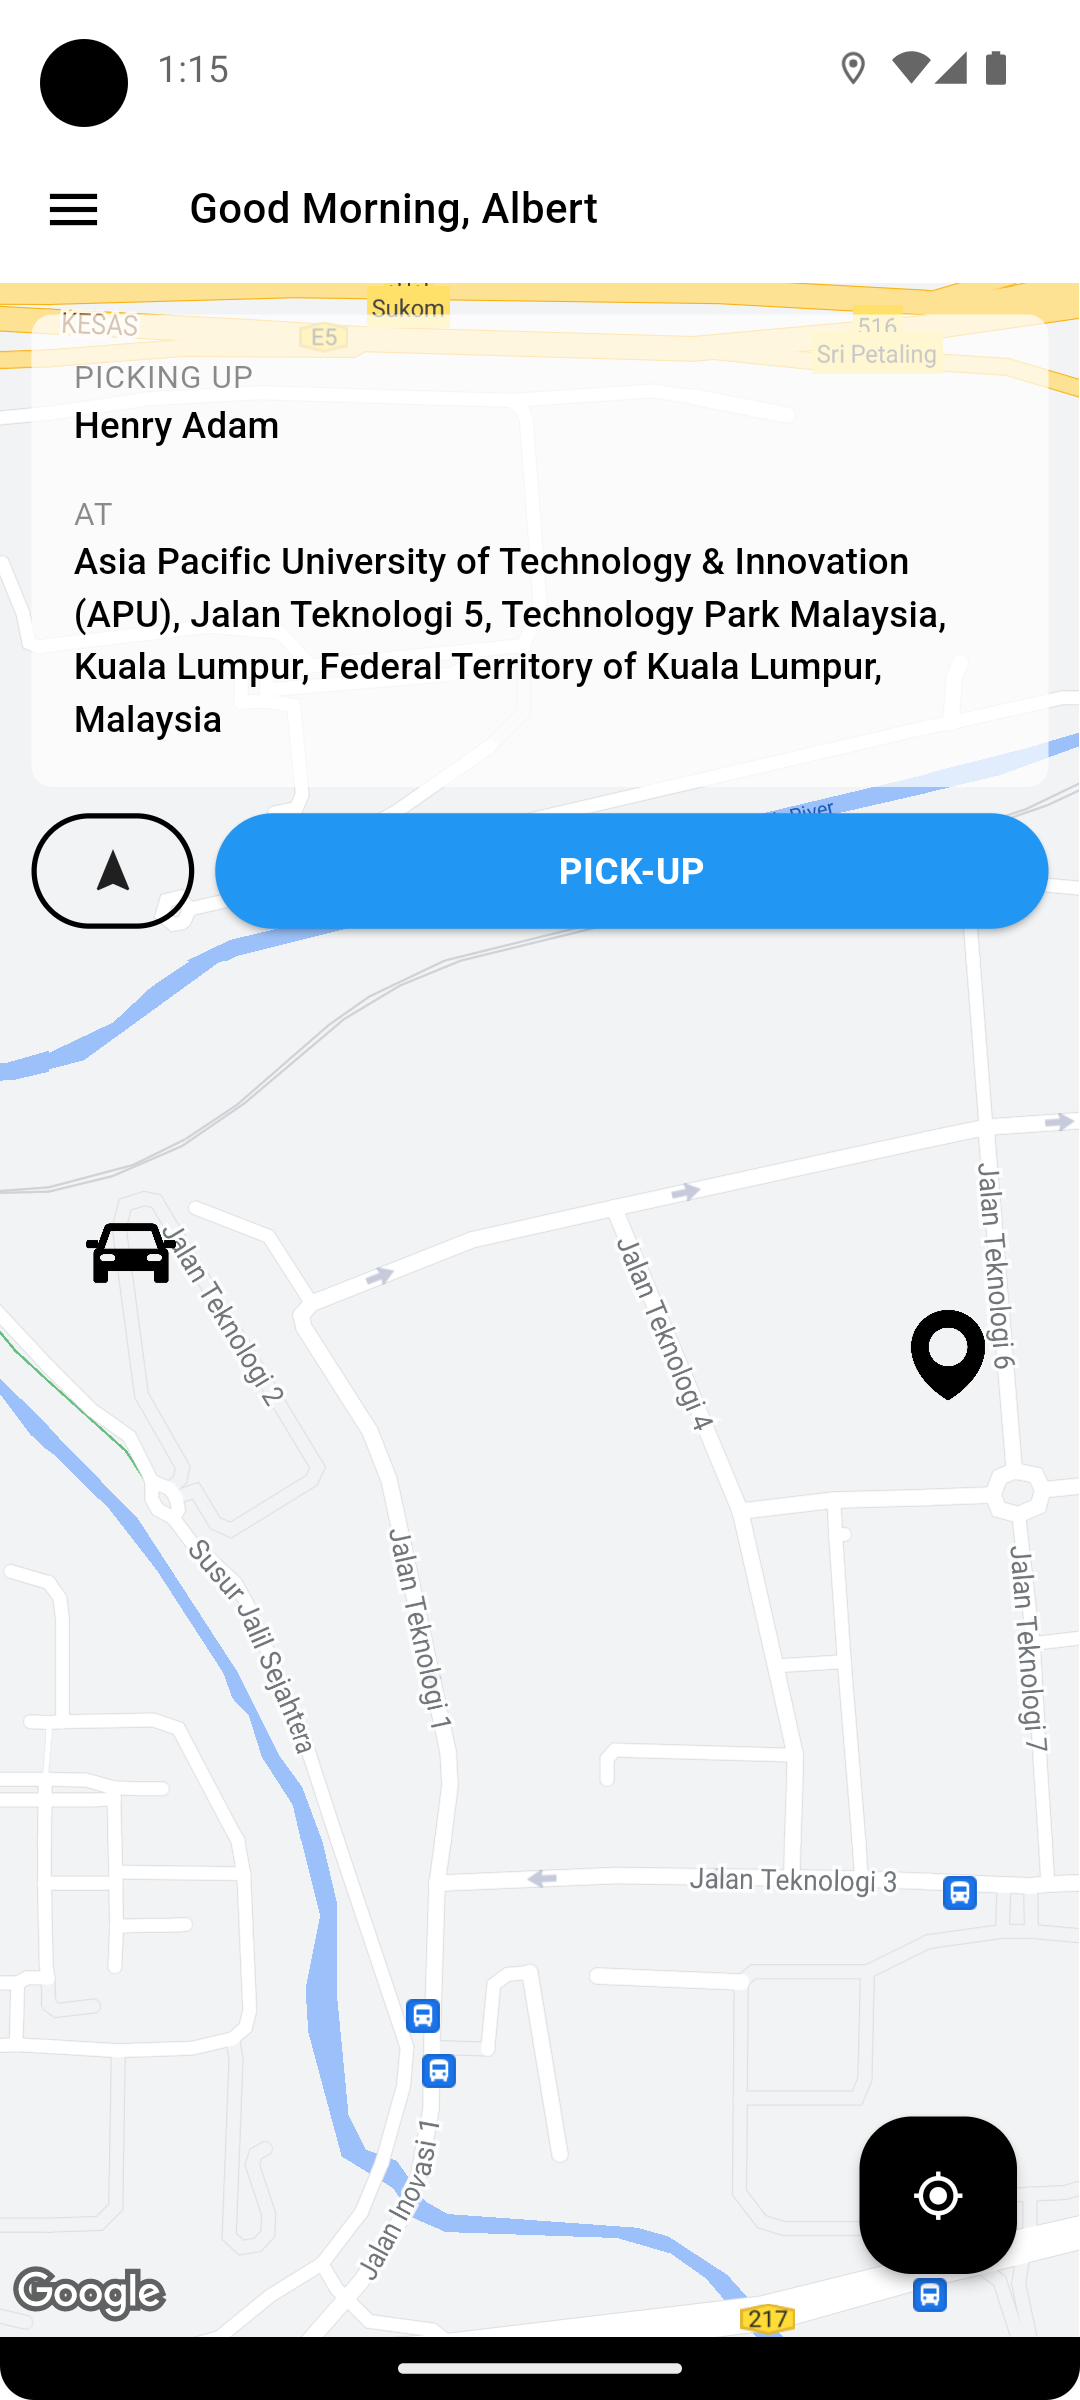 1:15
Good Morning, Albert
Sukom
KESAS
E5
516
Sri Petaling
PICKING UP
Henry Adam
AT
Asia Pacific University of Technology & Innovation
(APU), Jalan Teknologi 5, Technology Park Malaysia,
Kuala Lumpur, Federal Territory of Kuala Lumpur,
Malaysia
River
PICK-UP
Jalan Teknologi 6
Jalan Teknologi 2
Jalan Teknologi 4
Jalan Teknologi 1
Susur Jalil Sejahtera
Jalan Teknologi 7
Jalan Teknologi 3
Jalan Inovasi 1
Google
217